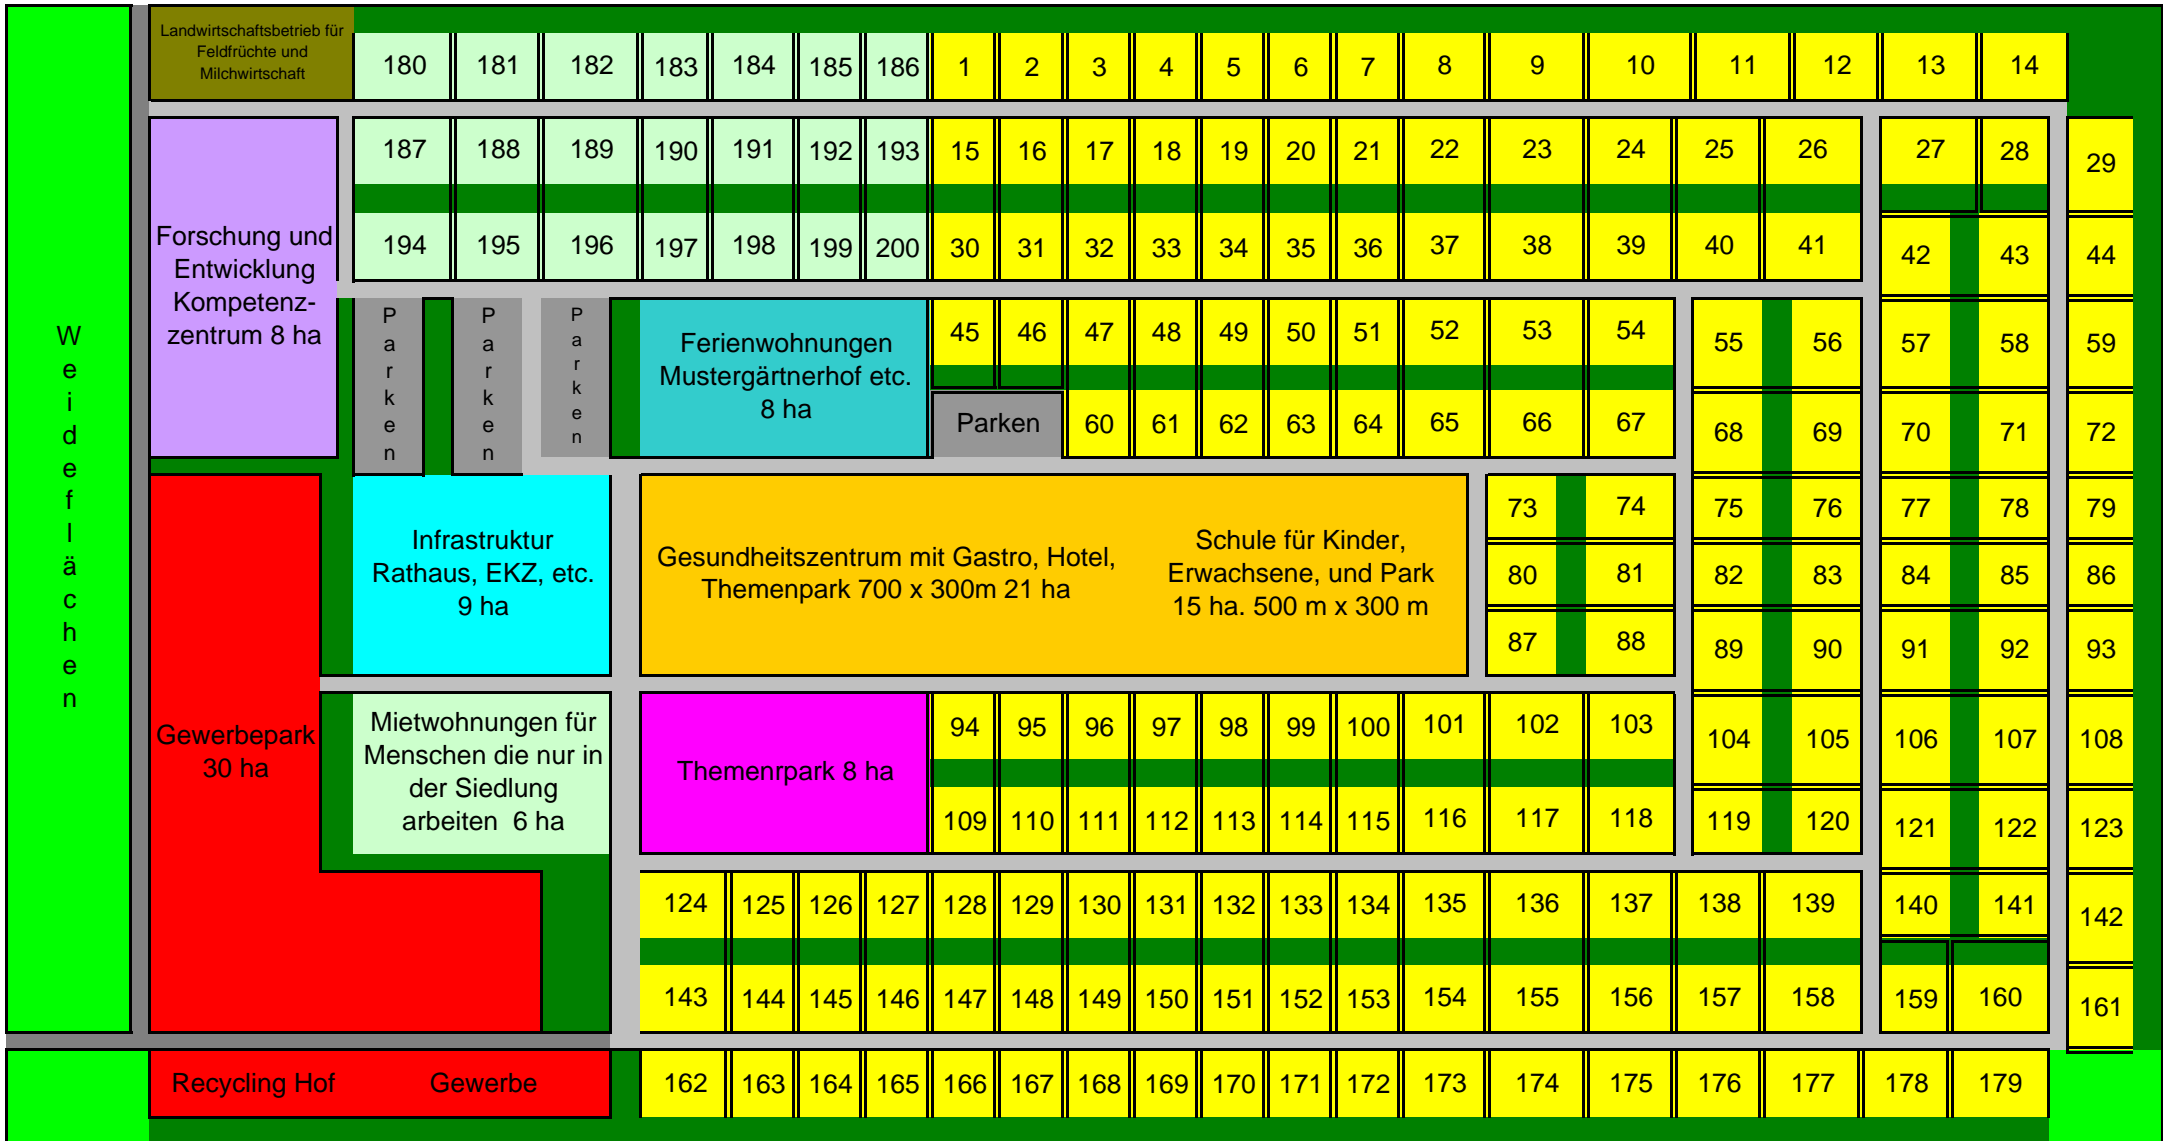 Landwirtschaftsbetrieb für
Feldfrüchte und
Milchwirtschaft
180 181 182 183 184 185 186 1 2 3 4 5 6 7 8 9 10 11 12 13 14
187 188 189 190 191 192 193 15 16 17 18 19 20 21 22 23 24 25 26 27 28 29
Forschung und
Entwicklung
Kompetenz-
zentrum 8 ha
194 195 196 197 198 199 200 30 31 32 33 34 35 36 37 38 39 40 41 42 43 44
Weideflächen
Parken
Parken
Parken
Ferienwohnungen
Mustergärtnerhof etc.
8 ha
45 46 47 48 49 50 51 52 53 54 55 56 57 58 59
Parken 60 61 62 63 64 65 66 67 68 69 70 71 72
Infrastruktur
Rathaus, EKZ, etc.
9 ha
Gesundheitszentrum mit Gastro, Hotel,
Themenpark 700 x 300m 21 ha
Schule für Kinder,
Erwachsene, und Park
15 ha. 500 m x 300 m
73 74 75 76 77 78 79
80 81 82 83 84 85 86
87 88 89 90 91 92 93
Gewerbepark
30 ha
Mietwohnungen für
Menschen die nur in
der Siedlung
arbeiten 6 ha
Themenrpark 8 ha
94 95 96 97 98 99 100 101 102 103 104 105 106 107 108
109 110 111 112 113 114 115 116 117 118 119 120 121 122 123
124 125 126 127 128 129 130 131 132 133 134 135 136 137 138 139 140 141 142
143 144 145 146 147 148 149 150 151 152 153 154 155 156 157 158 159 160 161
Recycling Hof Gewerbe
162 163 164 165 166 167 168 169 170 171 172 173 174 175 176 177 178 179